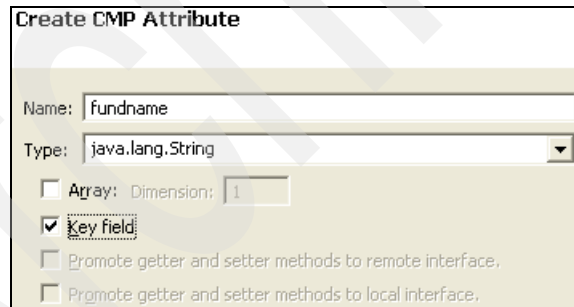 Create CMP Attribute
Name: fundname
Type: java.lang.String
Array: Dimension: 1
Key field
Promote getter and setter methods to remote interface.
Promote getter and setter methods to local interface.